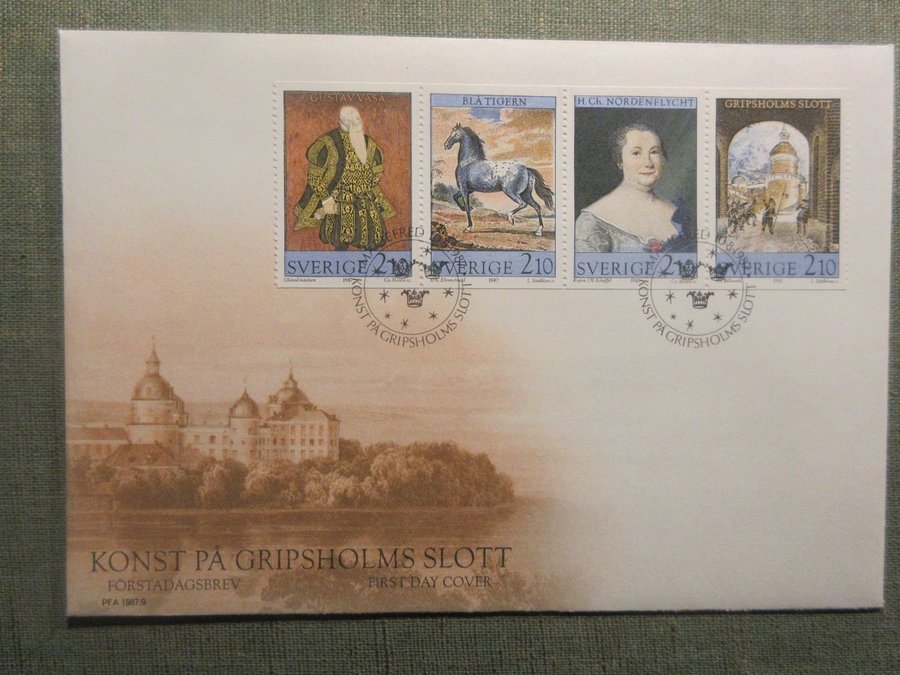 GUSTAV VASA
SVERIGE 2.10
BLÅ TIGERN
SVERIGE 2.10
1987
H. Ch. NORDENFLYCHT
SVERIGE 2.10
GRIPSHOLMS SLOTT
SVERIGE 2.10
KONST PÅ GRIPSHOLMS SLOTT
KONST PÅ GRIPSHOLMS SLOTT
KONST PÅ GRIPSHOLMS SLOTT
FÖRSTADAGSBREV FIRST DAY COVER
PFA 1987:9